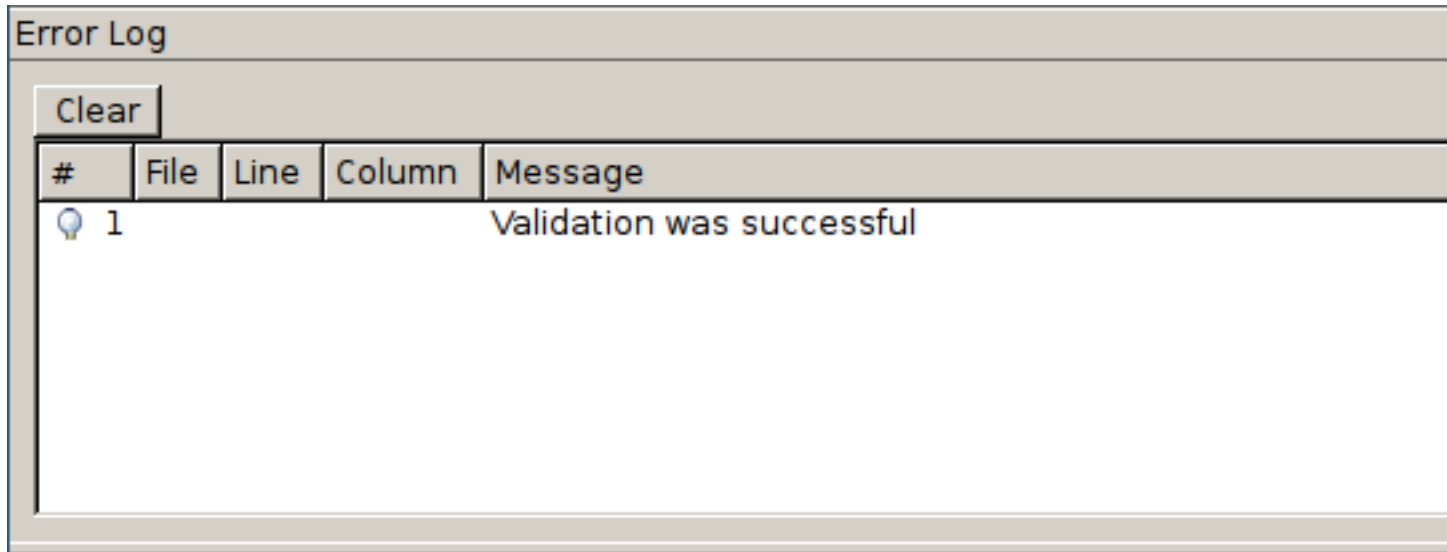 Error Log
Clear
# File Line Column Message
1 Validation was successful